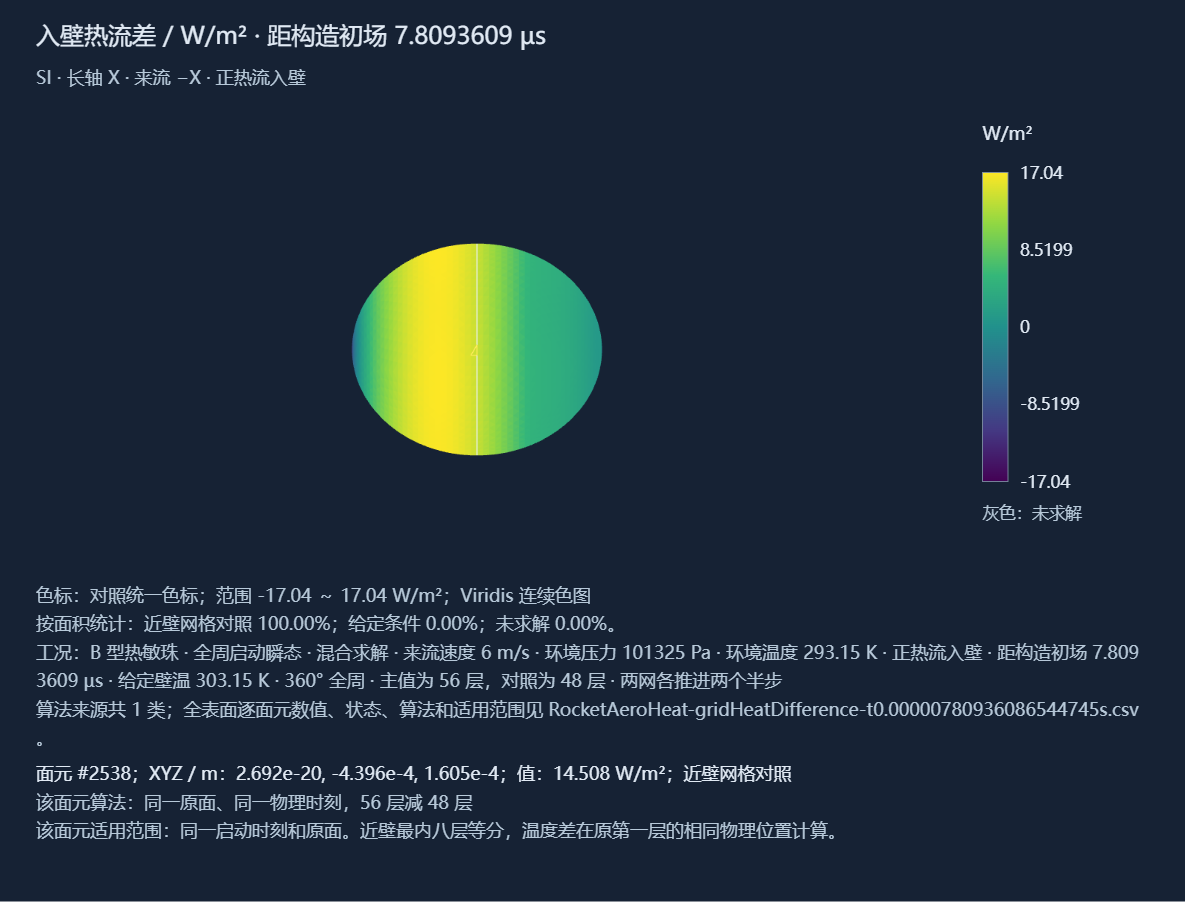 入壁热流差 / W/m² · 距构造初场 7.8093609 μs
SI · 长轴 X · 来流 −X · 正热流入壁
W/m²
17.04
8.5199
0
-8.5199
-17.04
灰色：未求解
色标：对照统一色标；范围 -17.04 ~ 17.04 W/m²；Viridis 连续色图
按面积统计：近壁网格对照 100.00%；给定条件 0.00%；未求解 0.00%。
工况：B 型热敏珠 · 全周启动瞬态 · 混合求解 · 来流速度 6 m/s · 环境压力 101325 Pa · 环境温度 293.15 K · 正热流入壁 · 距构造初场 7.809
3609 μs · 给定壁温 303.15 K · 360° 全周 · 主值为 56 层，对照为 48 层 · 两网各推进两个半步
算法来源共 1 类；全表面逐面元数值、状态、算法和适用范围见 RocketAeroHeat-gridHeatDifference-t0.00000780936086544745s.csv
。
面元 #2538；XYZ / m：2.692e-20, -4.396e-4, 1.605e-4；值：14.508 W/m²；近壁网格对照
该面元算法：同一原面、同一物理时刻，56 层减 48 层
该面元适用范围：同一启动时刻和原面。近壁最内八层等分，温度差在原第一层的相同物理位置计算。